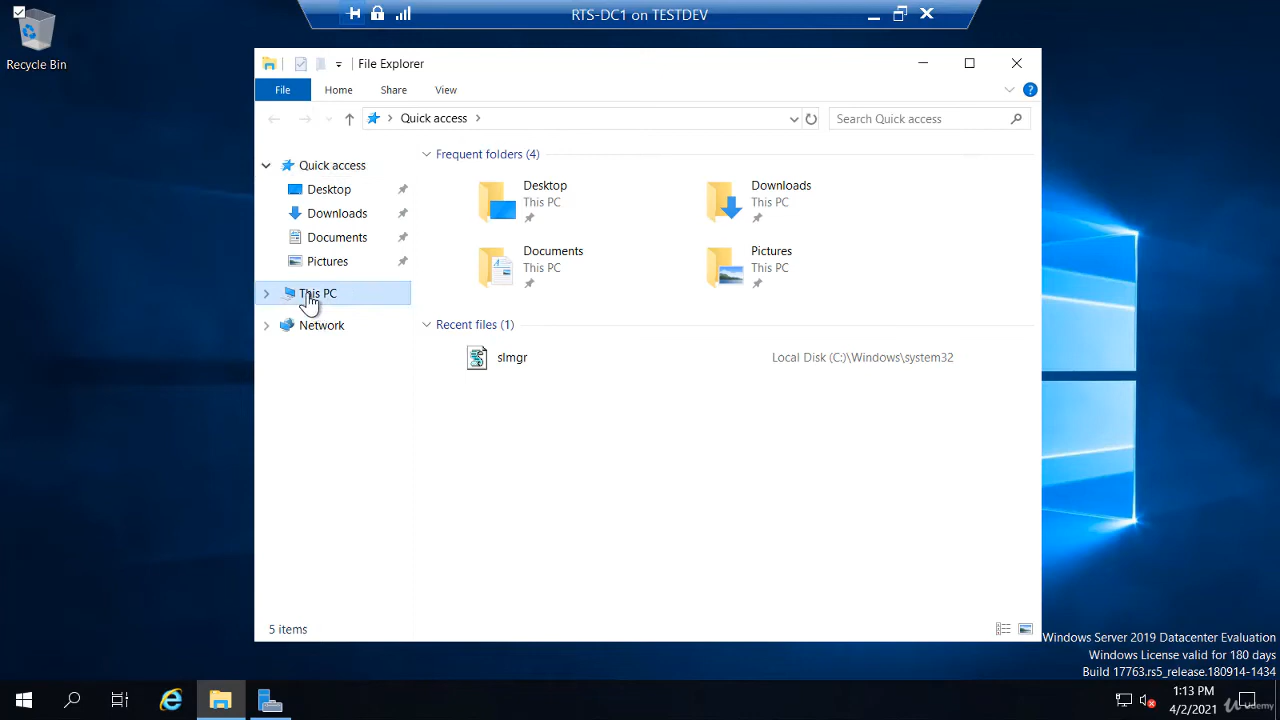 RTS-DC1 on TESTDEV
Recycle Bin
File Explorer
File
Home
Share
View
Quick access
Search Quick access
Quick access
Desktop
Downloads
Documents
Pictures
This PC
Network
Frequent folders (4)
Desktop
This PC
Downloads
This PC
Documents
This PC
Pictures
This PC
Recent files (1)
slmgr
Local Disk (C:)\Windows\system32
5 items
Windows Server 2019 Datacenter Evaluation
Windows License valid for 180 days
Build 17763.rs5_release.180914-1434
1:13 PM
4/2/2021
Udemy